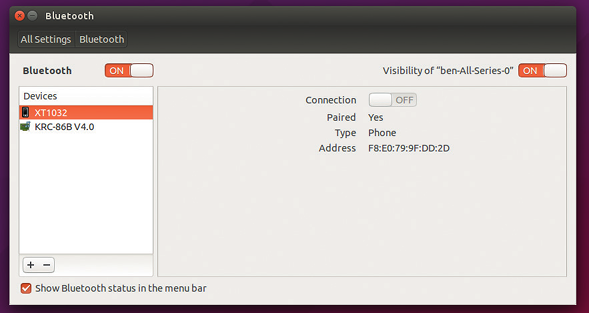 Bluetooth
All Settings Bluetooth
Bluetooth ON Visibility of “ben-All-Series-0” ON
Devices
XT1032
KRC-86B V4.0
Connection OFF
Paired Yes
Type Phone
Address F8:E0:79:9F:DD:2D
+ −
Show Bluetooth status in the menu bar